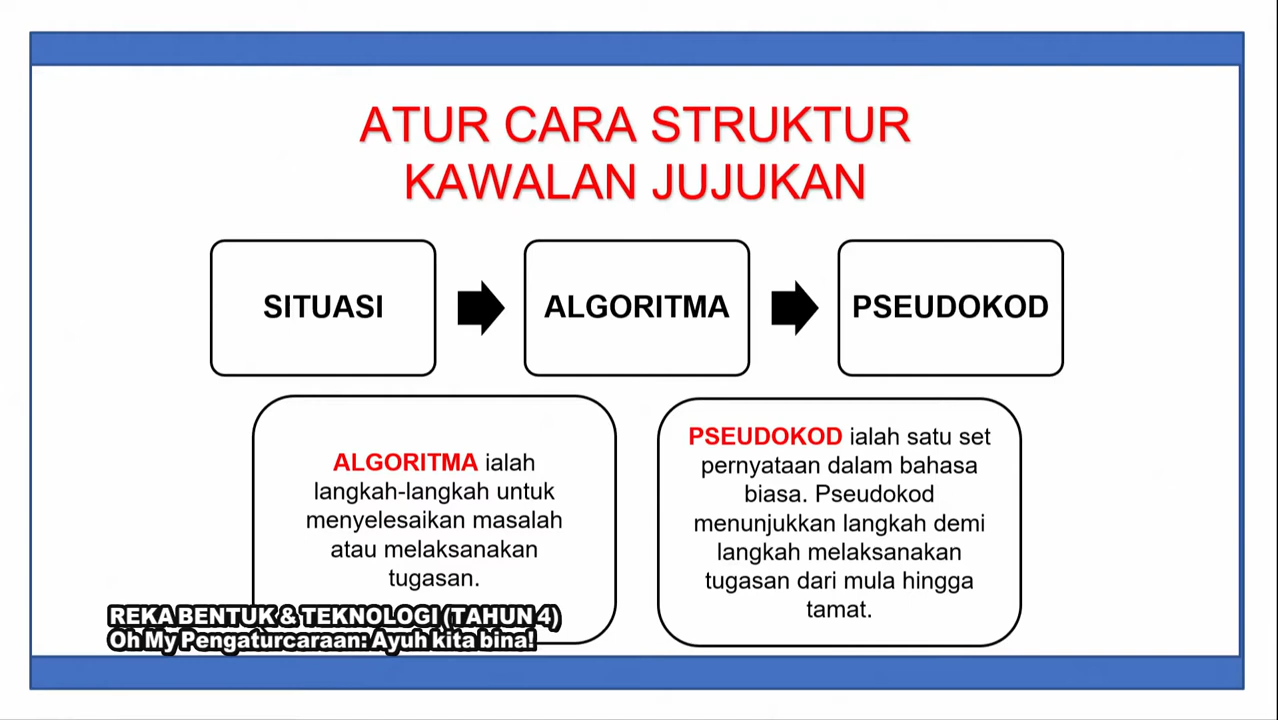 ATUR CARA STRUKTUR
KAWALAN JUJUKAN
SITUASI
ALGORITMA
PSEUDOKOD
ALGORITMA ialah
langkah-langkah untuk
menyelesaikan masalah
atau melaksanakan
tugasan.
PSEUDOKOD ialah satu set
pernyataan dalam bahasa
biasa. Pseudokod
menunjukkan langkah demi
langkah melaksanakan
tugasan dari mula hingga
tamat.
REKA BENTUK & TEKNOLOGI (TAHUN 4)
Oh My Pengaturcaraan: Ayuh kita bina!